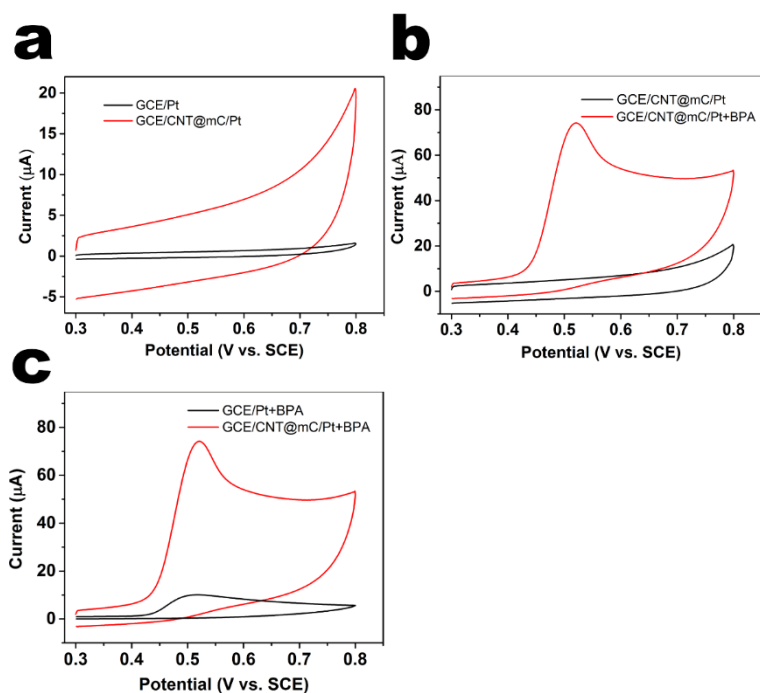 a
GCE/Pt
GCE/CNT@mC/Pt
Current (μA)
20
15
10
5
0
-5
0.3 0.4 0.5 0.6 0.7 0.8
Potential (V vs. SCE)
b
GCE/CNT@mC/Pt
GCE/CNT@mC/Pt+BPA
Current (μA)
80
60
40
20
0
0.3 0.4 0.5 0.6 0.7 0.8
Potential (V vs. SCE)
c
GCE/Pt+BPA
GCE/CNT@mC/Pt+BPA
Current (μA)
80
60
40
20
0
0.3 0.4 0.5 0.6 0.7 0.8
Potential (V vs. SCE)